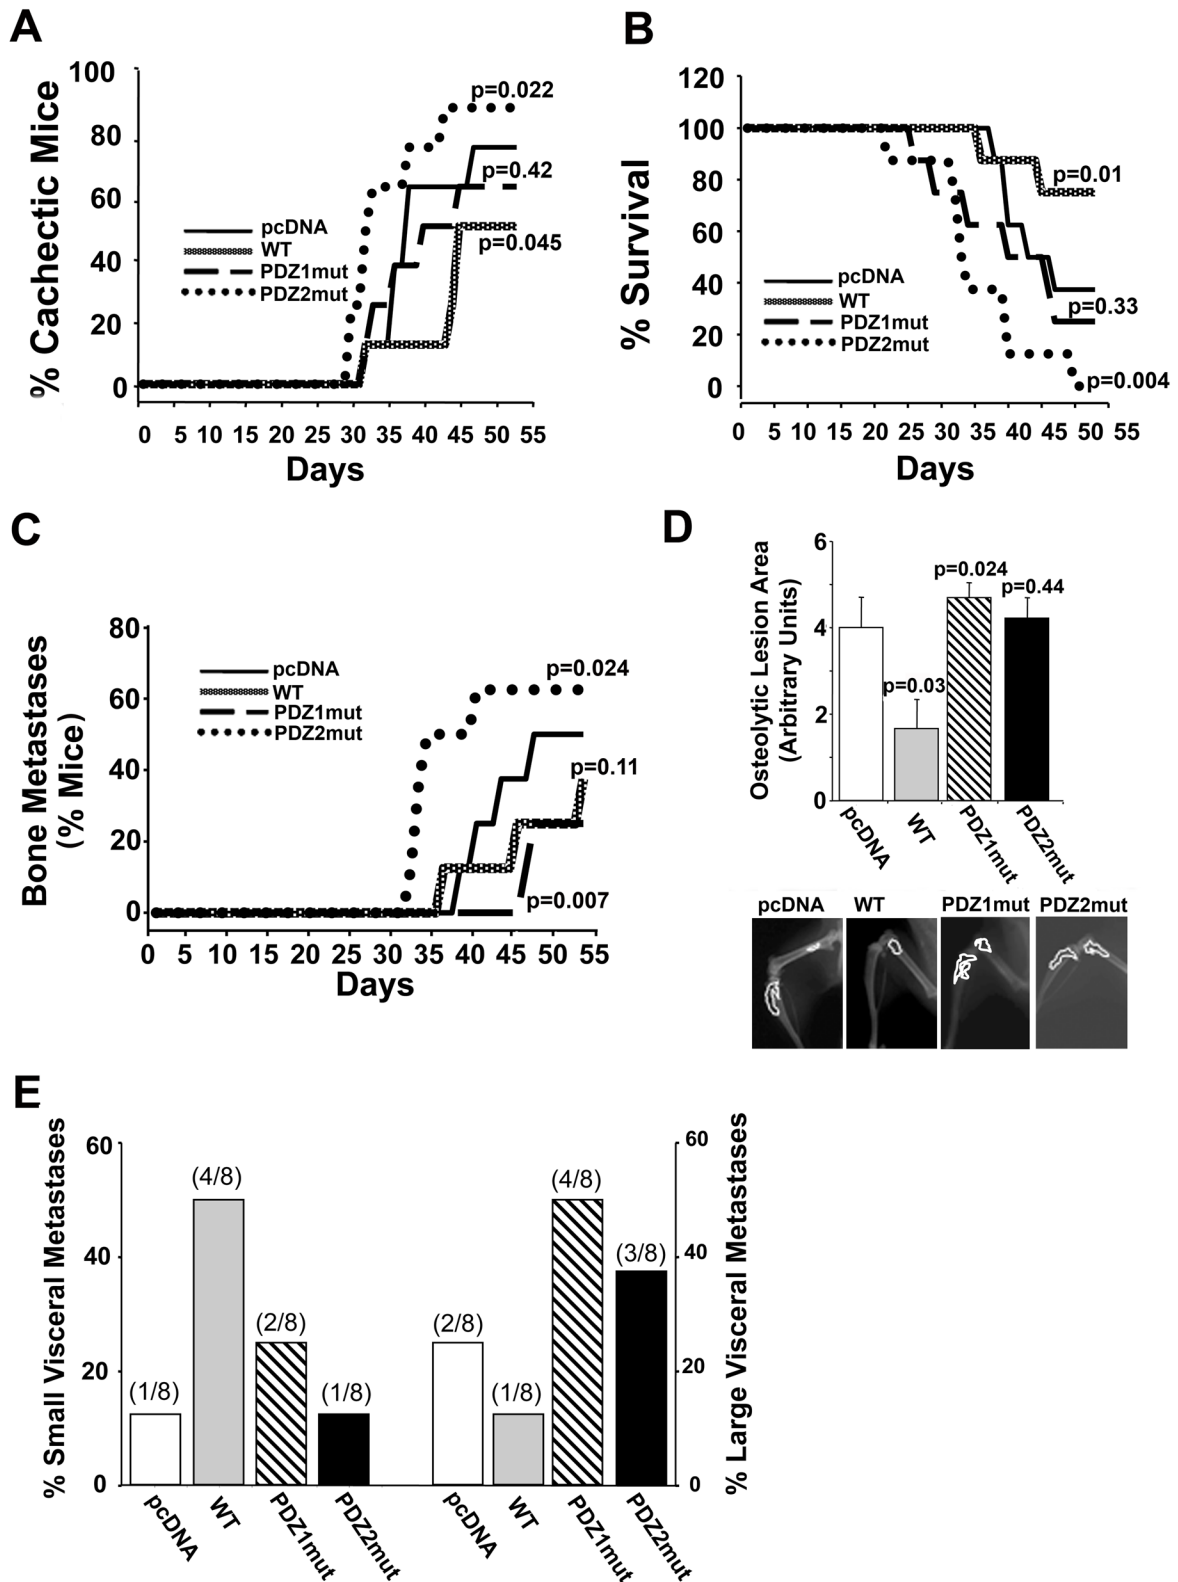 A
% Cachectic Mice
100
80
60
40
20
0
p=0.022
p=0.42
p=0.045
pcDNA
WT
PDZ1mut
PDZ2mut
0 5 10 15 20 25 30 35 40 45 50 55
Days
B
% Survival
120
100
80
60
40
20
0
p=0.01
p=0.33
p=0.004
pcDNA
WT
PDZ1mut
PDZ2mut
0 5 10 15 20 25 30 35 40 45 50 55
Days
C
Bone Metastases
(% Mice)
80
60
40
20
0
pcDNA
WT
PDZ1mut
PDZ2mut
p=0.024
p=0.11
p=0.007
0 5 10 15 20 25 30 35 40 45 50 55
Days
D
Osteolytic Lesion Area
(Arbitrary Units)
6
4
2
0
p=0.03
p=0.024
p=0.44
pcDNA
WT
PDZ1mut
PDZ2mut
pcDNA WT PDZ1mut PDZ2mut
E
% Small Visceral Metastases
60
40
20
0
(1/8)
(4/8)
(2/8)
(1/8)
(2/8)
(1/8)
(4/8)
(3/8)
pcDNA
WT
PDZ1mut
PDZ2mut
pcDNA
WT
PDZ1mut
PDZ2mut
60
40
20
0
% Large Visceral Metastases